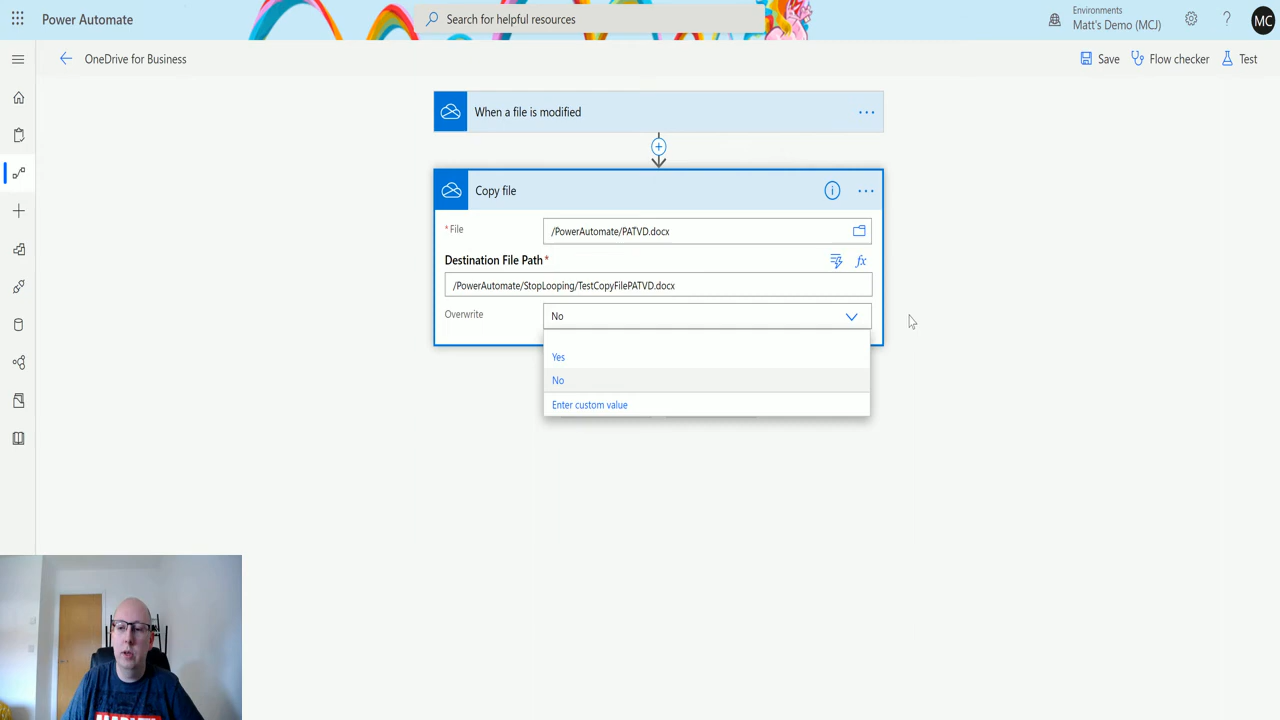 Power Automate
Search for helpful resources
Environments
Matt's Demo (MCJ)
MC
OneDrive for Business
Save
Flow checker
Test
When a file is modified
Copy file
* File
/PowerAutomate/PATVD.docx
Destination File Path *
/PowerAutomate/StopLooping/TestCopyFilePATVD.docx
Overwrite
No
Yes
No
Enter custom value